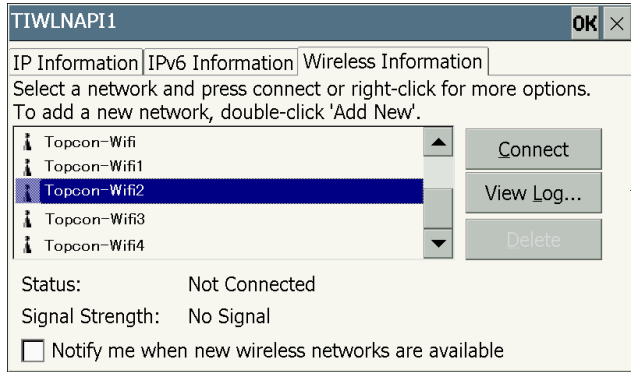 TIWLNAPI1 OK ×
IP Information IPv6 Information Wireless Information
Select a network and press connect or right-click for more options.
To add a new network, double-click 'Add New'.
Topcon-Wifi
Topcon-Wifi1
Topcon-Wifi2
Topcon-Wifi3
Topcon-Wifi4
Connect
View Log...
Delete
Status: Not Connected
Signal Strength: No Signal
Notify me when new wireless networks are available